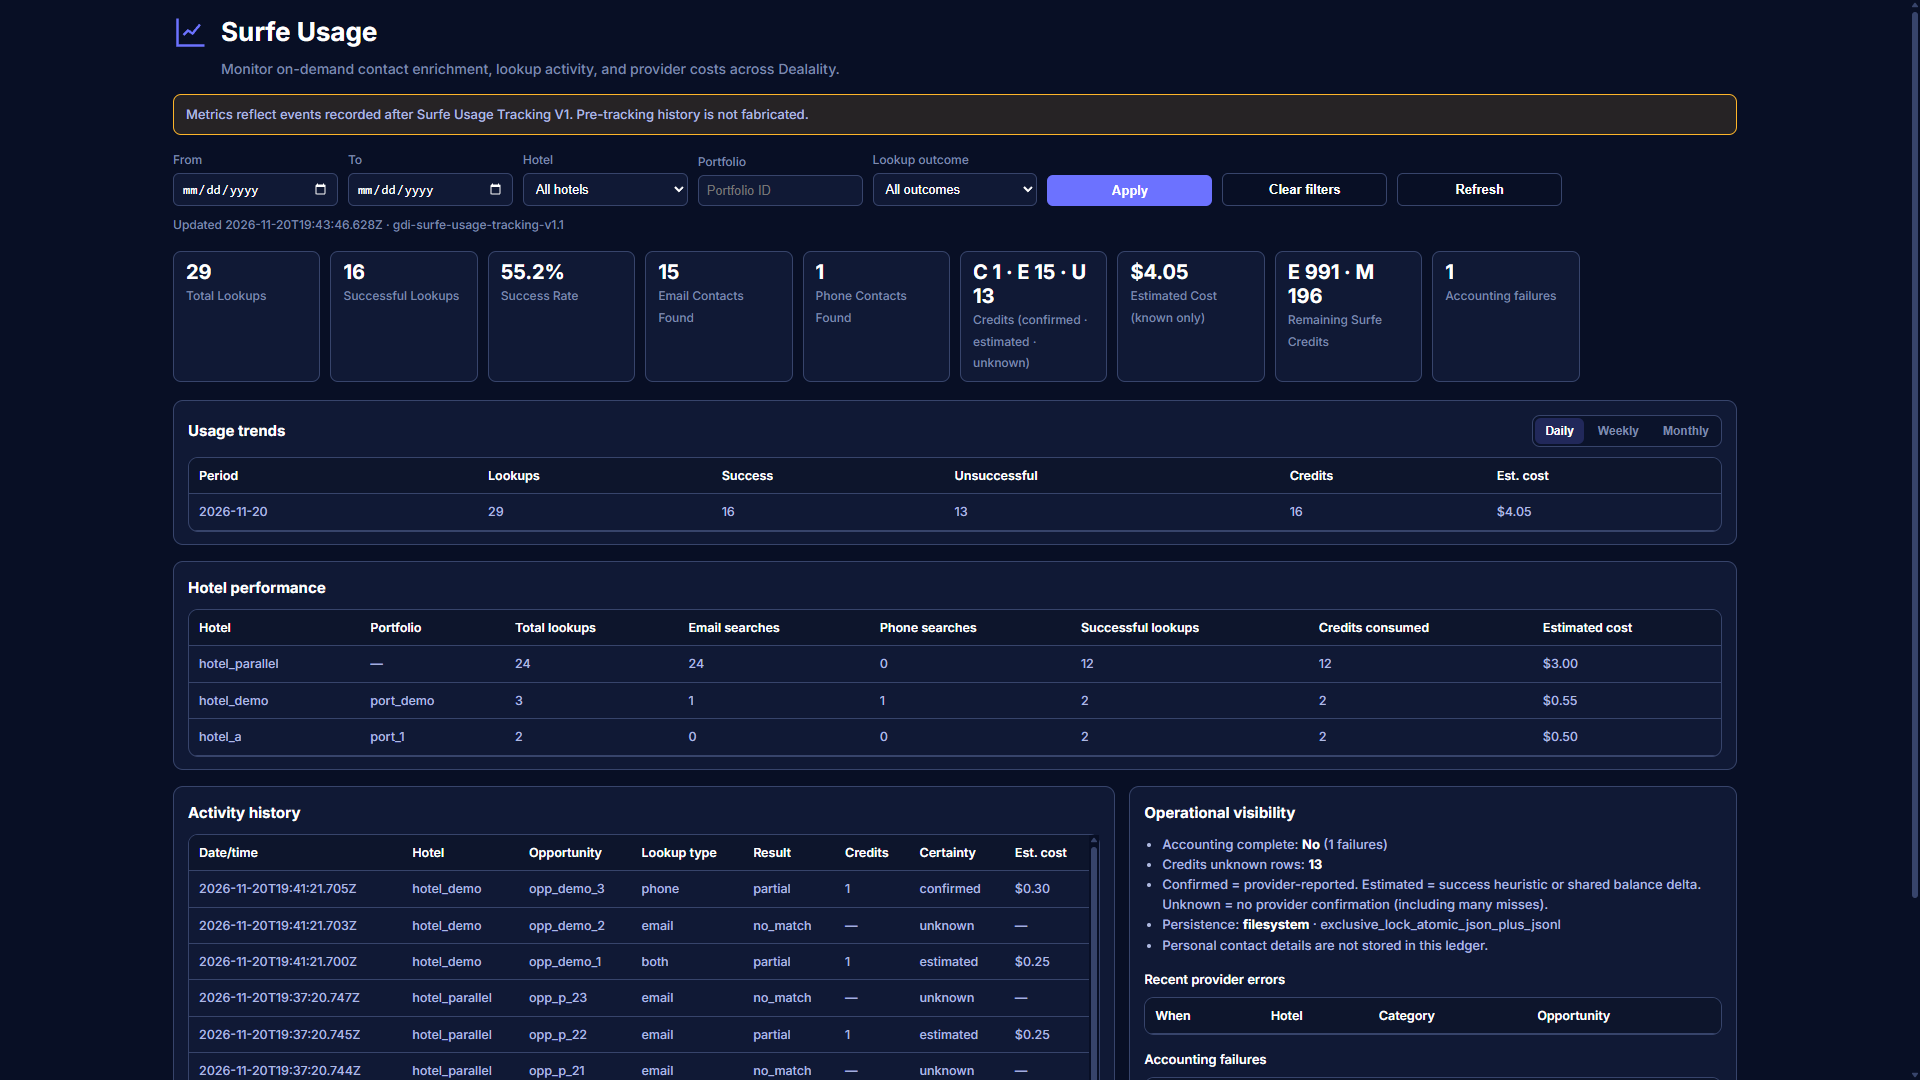 Surfe Usage
Monitor on-demand contact enrichment, lookup activity, and provider costs across Dealality.
Metrics reflect events recorded after Surfe Usage Tracking V1. Pre-tracking history is not fabricated.
From To Hotel Portfolio Lookup outcome
mm/dd/yyyy mm/dd/yyyy All hotels Portfolio ID All outcomes Apply Clear filters Refresh
Updated 2026-11-20T19:43:46.628Z · gdi-surfe-usage-tracking-v1.1
29
Total Lookups
16
Successful Lookups
55.2%
Success Rate
15
Email Contacts
Found
1
Phone Contacts
Found
C 1 · E 15 · U
13
Credits (confirmed ·
estimated ·
unknown)
$4.05
Estimated Cost
(known only)
E 991 · M
196
Remaining Surfe
Credits
1
Accounting failures
Usage trends
Daily Weekly Monthly
Period Lookups Success Unsuccessful Credits Est. cost
2026-11-20 29 16 13 16 $4.05
Hotel performance
Hotel Portfolio Total lookups Email searches Phone searches Successful lookups Credits consumed Estimated cost
hotel_parallel — 24 24 0 12 12 $3.00
hotel_demo port_demo 3 1 1 2 2 $0.55
hotel_a port_1 2 0 0 2 2 $0.50
Activity history
Date/time Hotel Opportunity Lookup type Result Credits Certainty Est. cost
2026-11-20T19:41:21.705Z hotel_demo opp_demo_3 phone partial 1 confirmed $0.30
2026-11-20T19:41:21.703Z hotel_demo opp_demo_2 email no_match — unknown —
2026-11-20T19:41:21.700Z hotel_demo opp_demo_1 both partial 1 estimated $0.25
2026-11-20T19:37:20.747Z hotel_parallel opp_p_23 email no_match — unknown —
2026-11-20T19:37:20.745Z hotel_parallel opp_p_22 email partial 1 estimated $0.25
2026-11-20T19:37:20.744Z hotel_parallel opp_p_21 email no_match — unknown —
Operational visibility
• Accounting complete: No (1 failures)
• Credits unknown rows: 13
• Confirmed = provider-reported. Estimated = success heuristic or shared balance delta.
Unknown = no provider confirmation (including many misses).
• Persistence: filesystem · exclusive_lock_atomic_json_plus_jsonl
• Personal contact details are not stored in this ledger.
Recent provider errors
When Hotel Category Opportunity
Accounting failures